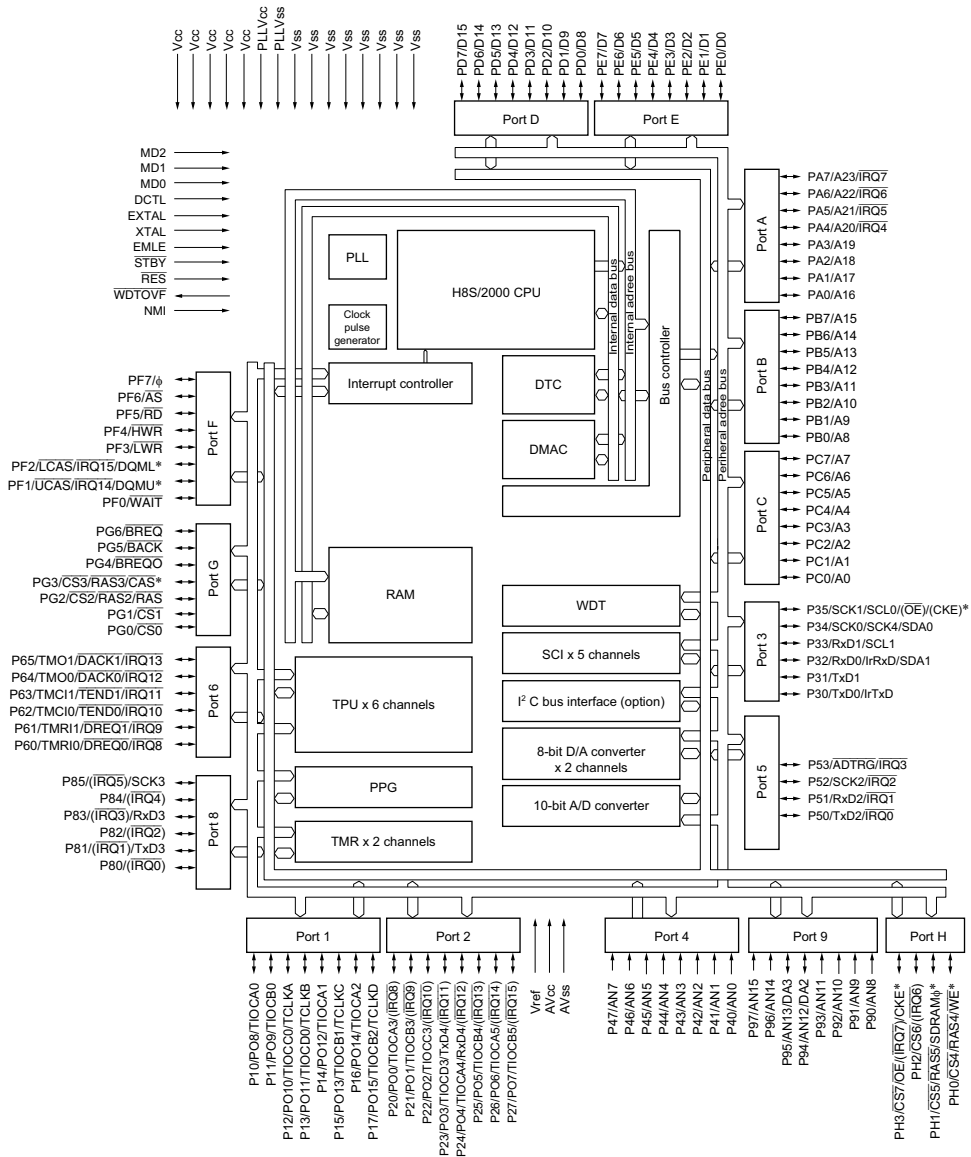 Vcc
Vcc
Vcc
Vcc
Vcc
PLLVcc
PLLVss
Vss
Vss
Vss
Vss
Vss
Vss
Vss
Vss
PD7/D15
PD6/D14
PD5/D13
PD4/D12
PD3/D11
PD2/D10
PD1/D9
PD0/D8
PE7/D7
PE6/D6
PE5/D5
PE4/D4
PE3/D3
PE2/D2
PE1/D1
PE0/D0
Port D
Port E
MD2
MD1
MD0
DCTL
EXTAL
XTAL
EMLE
STBY
RES
WDTOVF
NMI
PLL
Clock
pulse
generator
H8S/2000 CPU
Interrupt controller
DTC
DMAC
Internal data bus
Internal adree bus
Bus controller
Peripheral data bus
Periheral adree bus
Port A
PA7/A23/IRQ7
PA6/A22/IRQ6
PA5/A21/IRQ5
PA4/A20/IRQ4
PA3/A19
PA2/A18
PA1/A17
PA0/A16
Port B
PB7/A15
PB6/A14
PB5/A13
PB4/A12
PB3/A11
PB2/A10
PB1/A9
PB0/A8
Port C
PC7/A7
PC6/A6
PC5/A5
PC4/A4
PC3/A3
PC2/A2
PC1/A1
PC0/A0
PF7/ϕ
PF6/AS
PF5/RD
PF4/HWR
PF3/LWR
PF2/LCAS/IRQ15/DQML*
PF1/UCAS/IRQ14/DQMU*
PF0/WAIT
Port F
PG6/BREQ
PG5/BACK
PG4/BREQO
PG3/CS3/RAS3/CAS*
PG2/CS2/RAS2/RAS
PG1/CS1
PG0/CS0
Port G
RAM
WDT
SCI x 5 channels
I² C bus interface (option)
8-bit D/A converter
x 2 channels
10-bit A/D converter
Port 3
P35/SCK1/SCL0/(OE)/(CKE)*
P34/SCK0/SCK4/SDA0
P33/RxD1/SCL1
P32/RxD0/IrRxD/SDA1
P31/TxD1
P30/TxD0/IrTxD
P65/TMO1/DACK1/IRQ13
P64/TMO0/DACK0/IRQ12
P63/TMCI1/TEND1/IRQ11
P62/TMCI0/TEND0/IRQ10
P61/TMRI1/DREQ1/IRQ9
P60/TMRI0/DREQ0/IRQ8
Port 6
TPU x 6 channels
PPG
TMR x 2 channels
Port 5
P53/ADTRG/IRQ3
P52/SCK2/IRQ2
P51/RxD2/IRQ1
P50/TxD2/IRQ0
P85/(IRQ5)/SCK3
P84/(IRQ4)
P83/(IRQ3)/RxD3
P82/(IRQ2)
P81/(IRQ1)/TxD3
P80/(IRQ0)
Port 8
Port 1
Port 2
Port 4
Port 9
Port H
P10/PO8/TIOCA0
P11/PO9/TIOCB0
P12/PO10/TIOCC0/TCLKA
P13/PO11/TIOCD0/TCLKB
P14/PO12/TIOCA1
P15/PO13/TIOCB1/TCLKC
P16/PO14/TIOCA2
P17/PO15/TIOCB2/TCLKD
P20/PO0/TIOCA3/(IRQ8)
P21/PO1/TIOCB3/(IRQ9)
P22/PO2/TIOCC3/(IRQ10)
P23/PO3/TIOCD3/TxD4/(IRQ11)
P24/PO4/TIOCA4/RxD4/(IRQ12)
P25/PO5/TIOCB4/(IRQ13)
P26/PO6/TIOCA5/(IRQ14)
P27/PO7/TIOCB5/(IRQ15)
Vref
AVcc
AVss
P47/AN7
P46/AN6
P45/AN5
P44/AN4
P43/AN3
P42/AN2
P41/AN1
P40/AN0
P97/AN15
P96/AN14
P95/AN13/DA3
P94/AN12/DA2
P93/AN11
P92/AN10
P91/AN9
P90/AN8
PH3/CS7/OE/(IRQ7)/CKE*
PH2/CS6/(IRQ6)
PH1/CS5/RAS5/SDRAMϕ*
PH0/CS4/RAS4/WE*